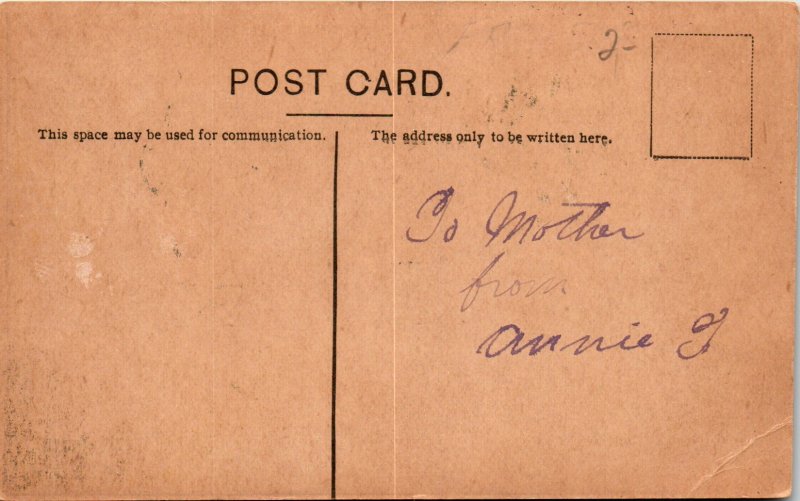 2-
POST CARD.
This space may be used for communication.
The address only to be written here.
To Mother
from
Annie J